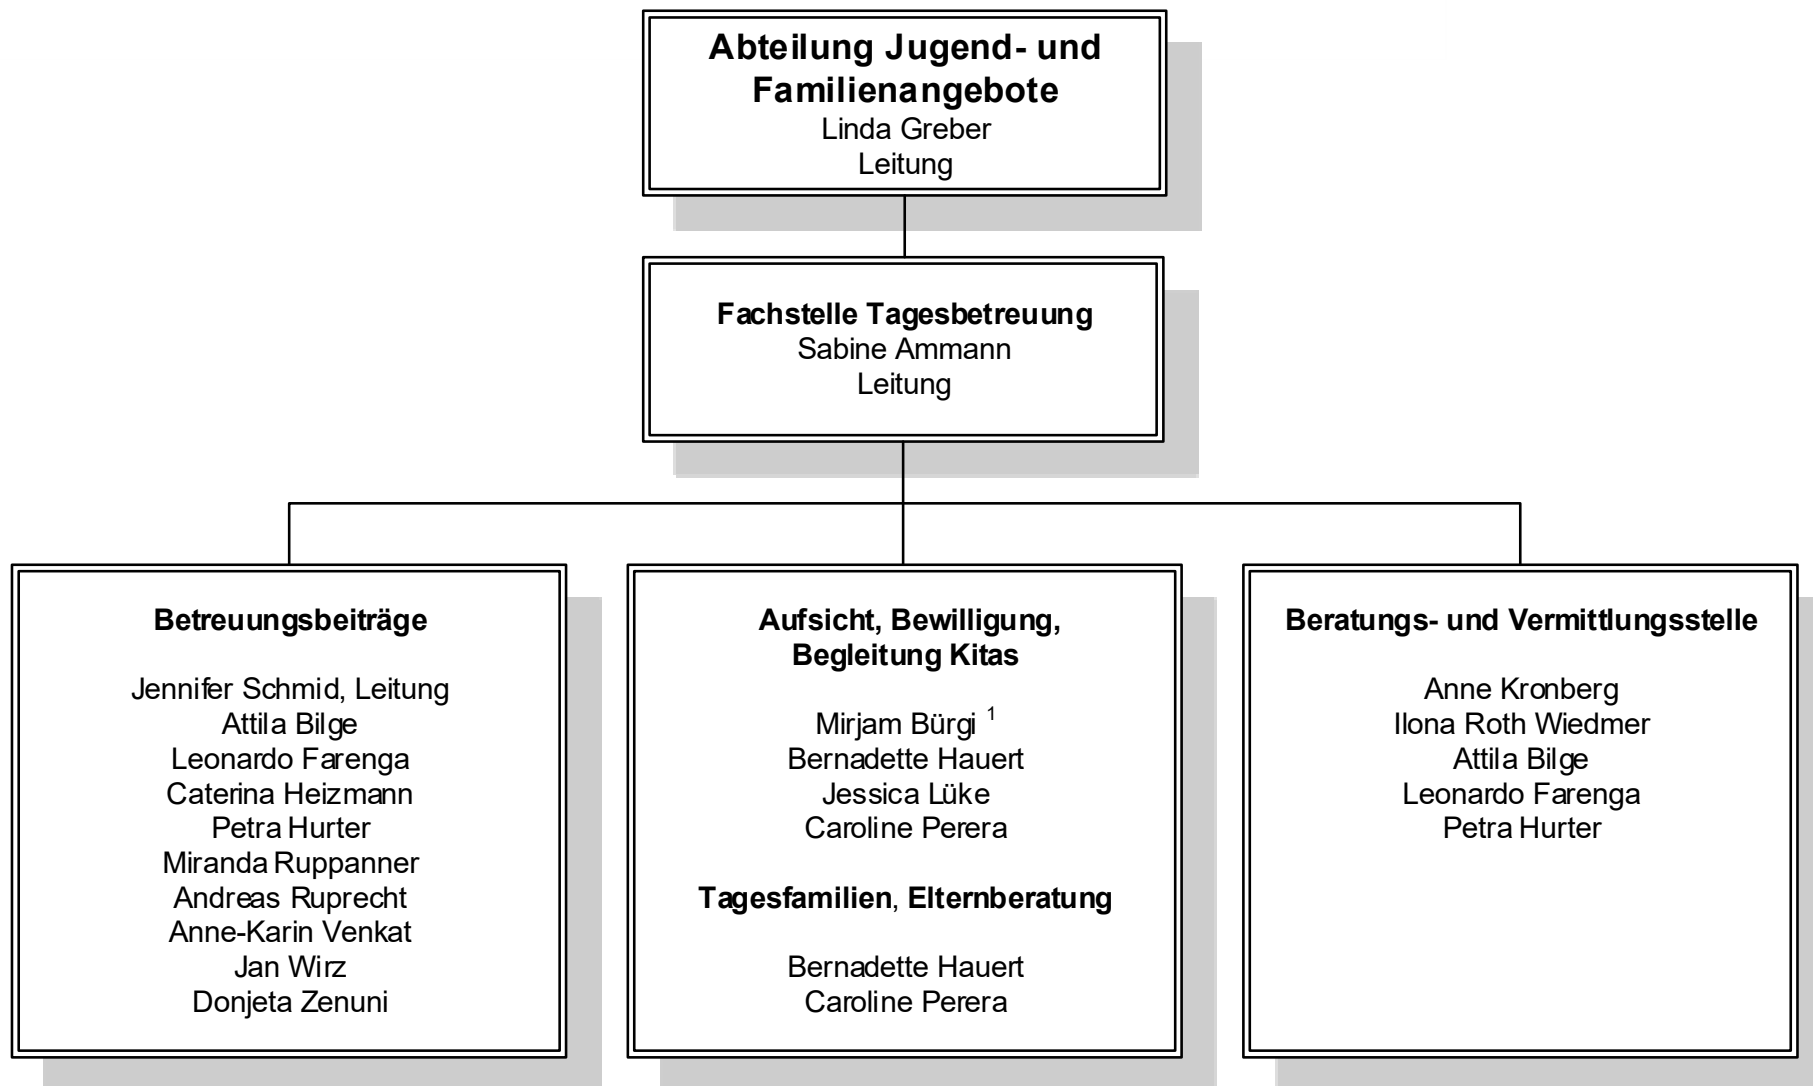 Abteilung Jugend- und
Familienangebote
Linda Greber
Leitung
Fachstelle Tagesbetreuung
Sabine Ammann
Leitung
Betreuungsbeiträge
Jennifer Schmid, Leitung
Attila Bilge
Leonardo Farenga
Caterina Heizmann
Petra Hurter
Miranda Ruppanner
Andreas Ruprecht
Anne-Karin Venkat
Jan Wirz
Donjeta Zenuni
Aufsicht, Bewilligung,
Begleitung Kitas
Mirjam Bürgi ¹
Bernadette Hauert
Jessica Lüke
Caroline Perera
Tagesfamilien, Elternberatung
Bernadette Hauert
Caroline Perera
Beratungs- und Vermittlungsstelle
Anne Kronberg
Ilona Roth Wiedmer
Attila Bilge
Leonardo Farenga
Petra Hurter